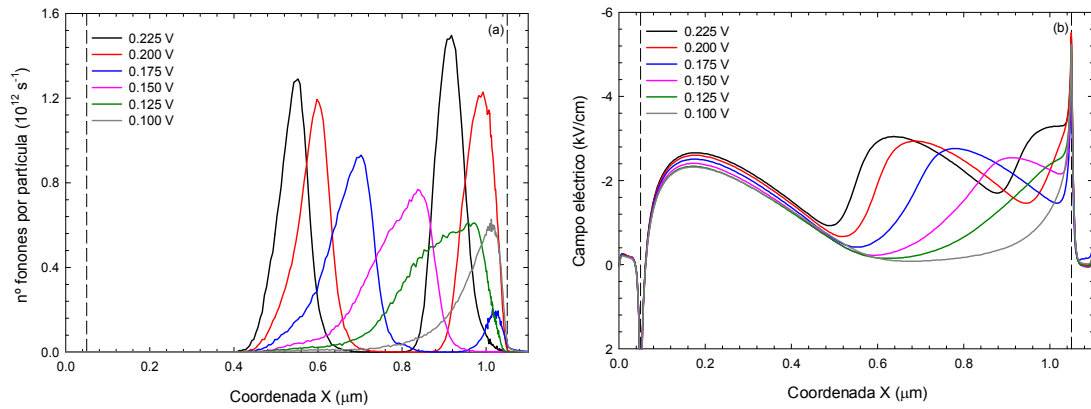 (a)
0.225 V
0.200 V
0.175 V
0.150 V
0.125 V
0.100 V
1.6
1.2
0.8
0.4
0.0
nº fonones por partícula (10¹² s⁻¹)
0.0 0.2 0.4 0.6 0.8 1.0
Coordenada X (μm)
(b)
0.225 V
0.200 V
0.175 V
0.150 V
0.125 V
0.100 V
-6
-4
-2
0
2
Campo eléctrico (kV/cm)
0.0 0.2 0.4 0.6 0.8 1.0
Coordenada X (μm)